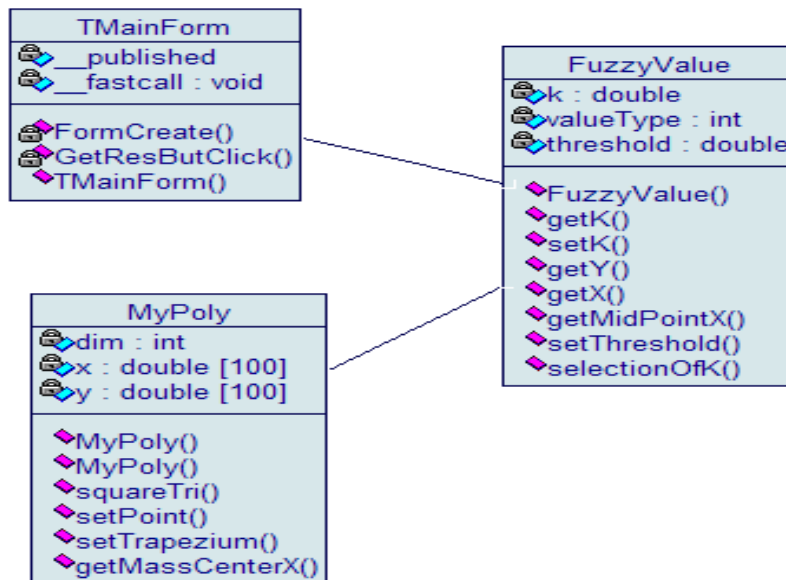 TMainForm
__published
__fastcall : void
FormCreate()
GetResButClick()
TMainForm()
FuzzyValue
k : double
valueType : int
threshold : double
FuzzyValue()
getK()
setK()
getY()
getX()
getMidPointX()
setThreshold()
selectionOfK()
MyPoly
dim : int
x : double [100]
y : double [100]
MyPoly()
MyPoly()
squareTri()
setPoint()
setTrapezium()
getMassCenterX()